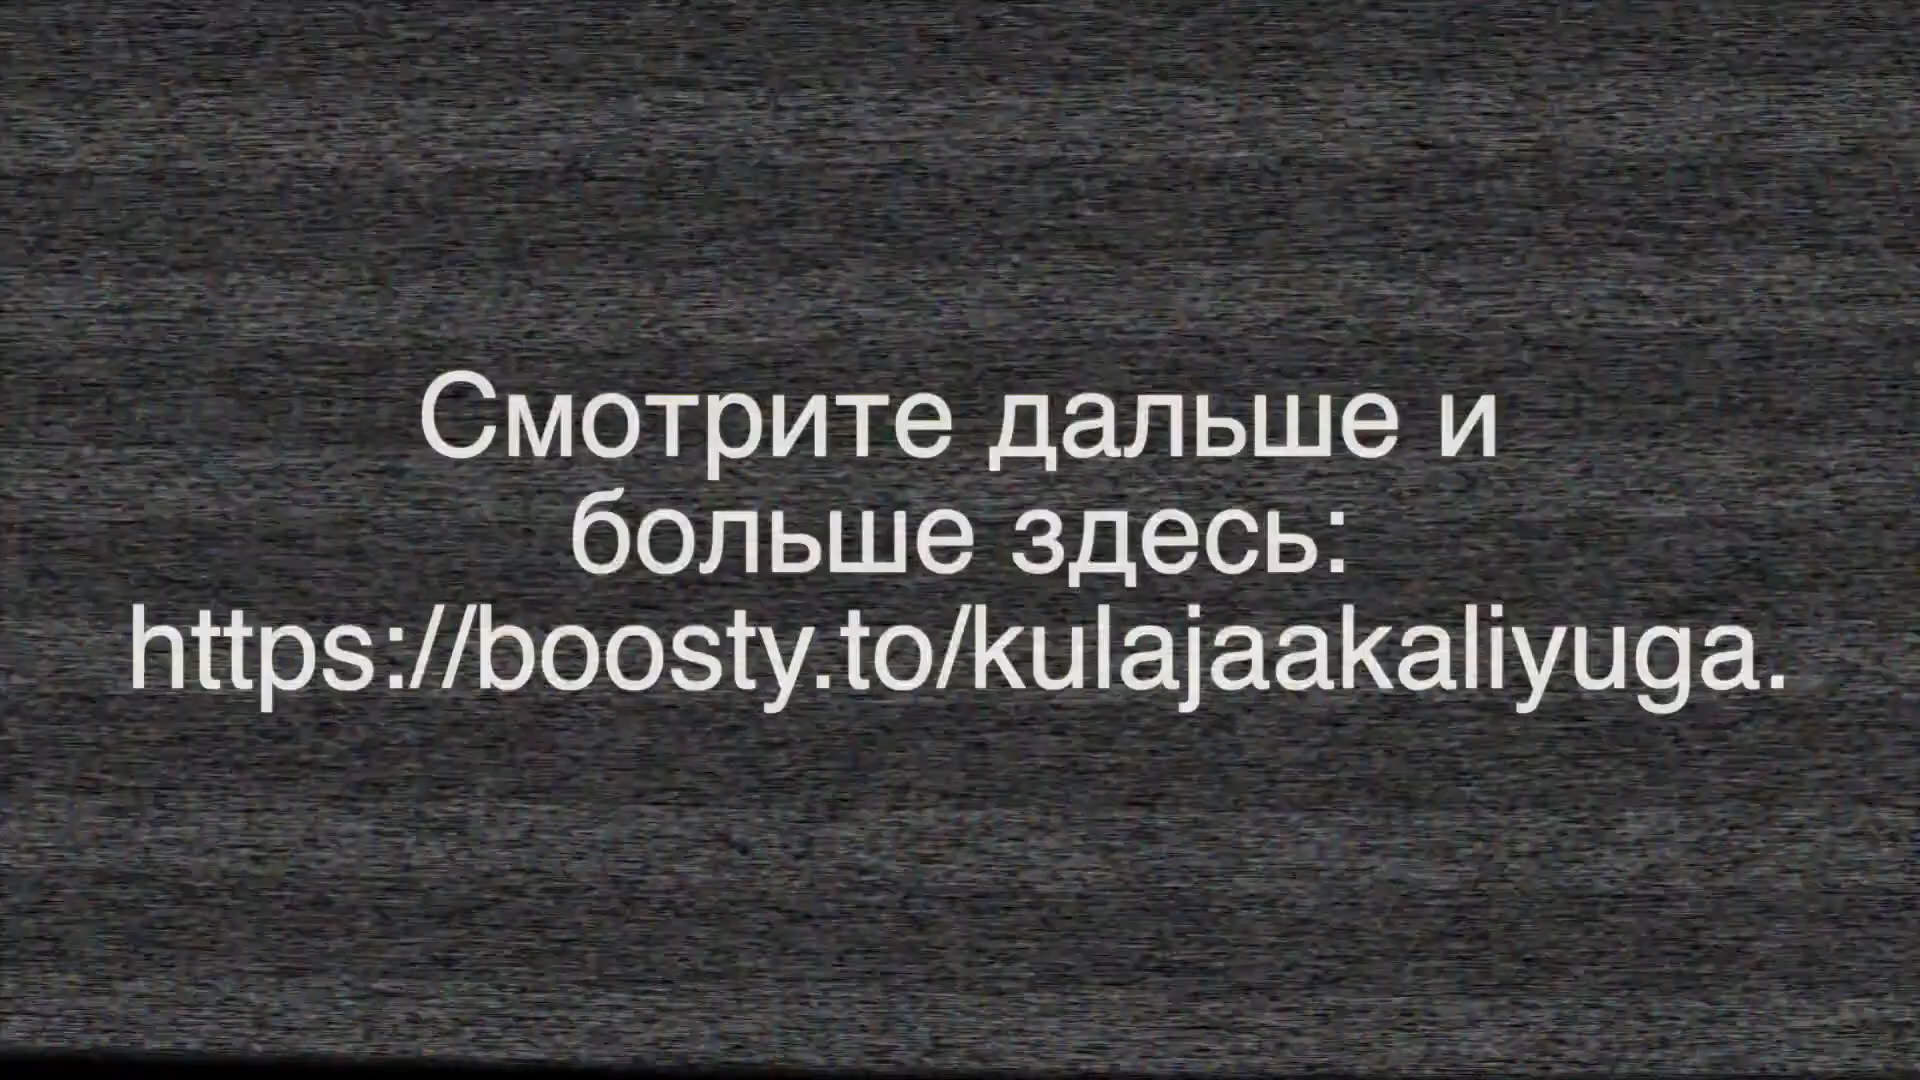 Смотрите дальше и
больше здесь:
https://boosty.to/kulajaakaliyuga.